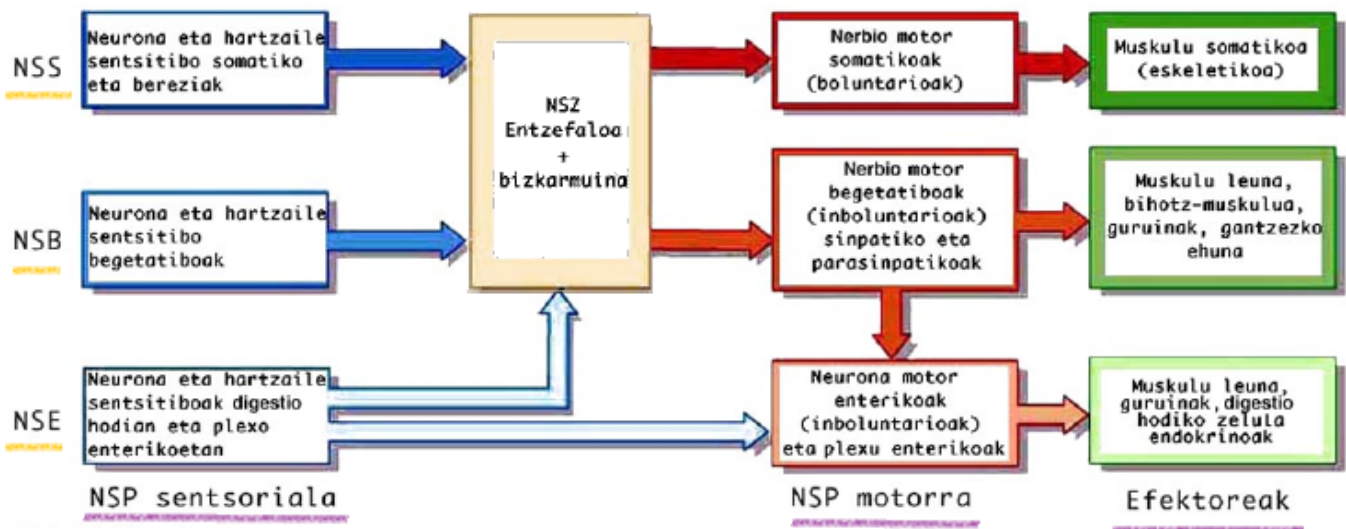 NSS
Neurona eta hartzaile
sentsitibo somatiko
eta bereziak
NSZ
Entzefaloa
+
bizkarmuina
Nerbio motor
somatikoak
(boluntarioak)
Muskulu somatikoa
(eskeletikoa)
NSB
Neurona eta hartzaile
sentsitibo
begetatiboak
Nerbio motor
begetatiboak
(inboluntarioak)
sinpatiko eta
parasinpatikoak
Muskulu leuna,
bihotz-muskulua,
guruinak, gantzezko
ehuna
NSE
Neurona eta hartzaile
sentsitiboak digestio
hodian eta plexo
enterikoetan
Neurona motor
enterikoak
(inboluntarioak)
eta plexu enterikoak
Muskulu leuna,
guruinak, digestio
hodiko zelula
endokrinoak
NSP sentsoriala
NSP motorra
Efektoreak